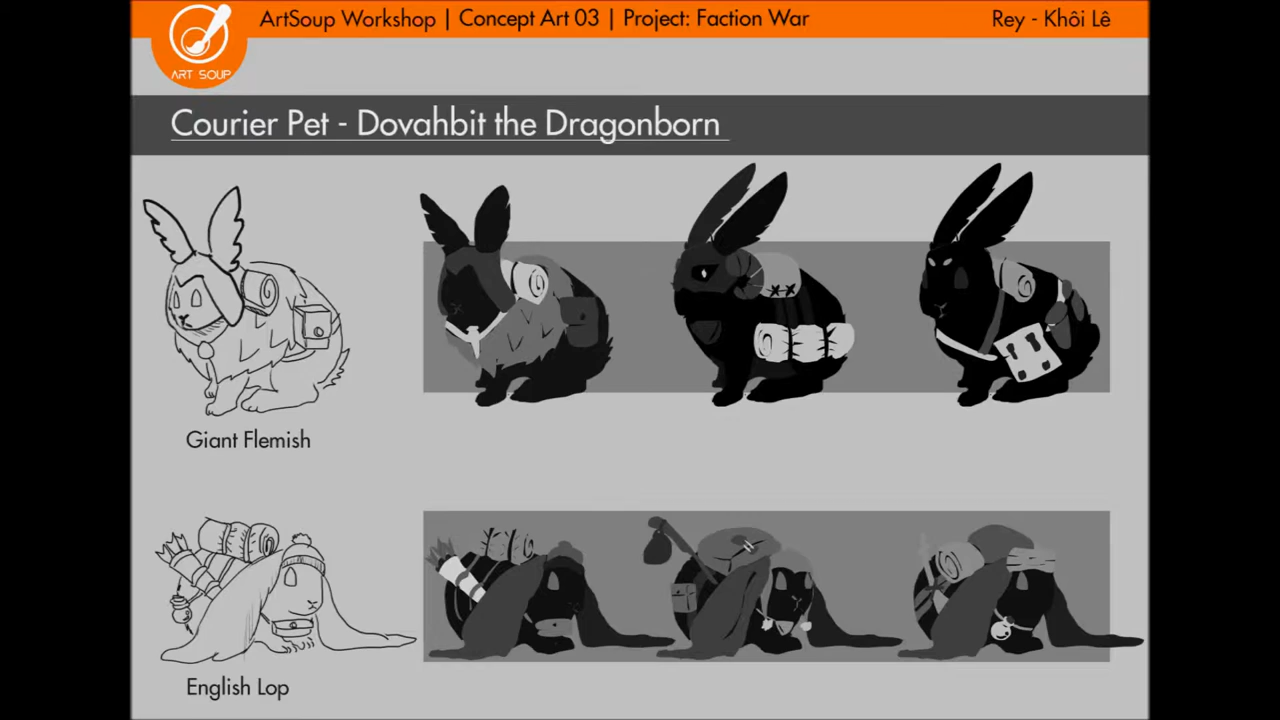 ArtSoup Workshop | Concept Art 03 | Project: Faction War
Rey - Khôi Lê
ART SOUP
Courier Pet - Dovahbit the Dragonborn
Giant Flemish
English Lop